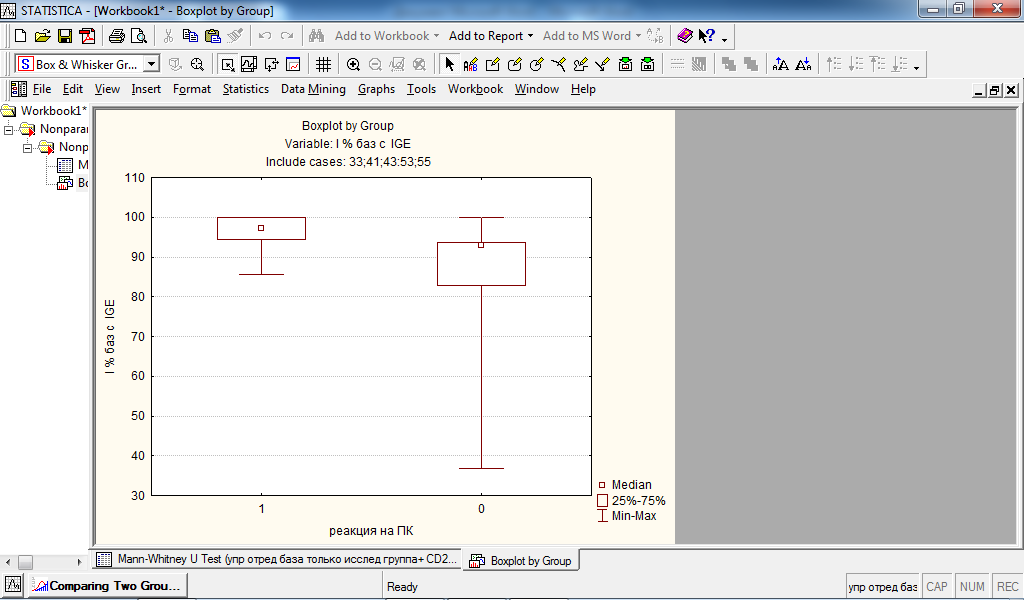 STATISTICA - [Workbook1* - Boxplot by Group]
Add to Workbook Add to Report Add to MS Word
Box & Whisker Gr...
File Edit View Insert Format Statistics Data Mining Graphs Tools Workbook Window Help
Workbook1*
Nonpara
Nonp
M
Bo
Boxplot by Group
Variable: I % баз с IGE
Include cases: 33;41;43:53;55
110
100
90
80
70
60
50
40
30
I % баз с IGE
1 0
реакция на ПК
Median
25%-75%
Min-Max
Mann-Whitney U Test (упр отред база только исслед группа+ CD2...
Boxplot by Group
Comparing Two Grou...
Ready
упр отред баз
CAP NUM REC